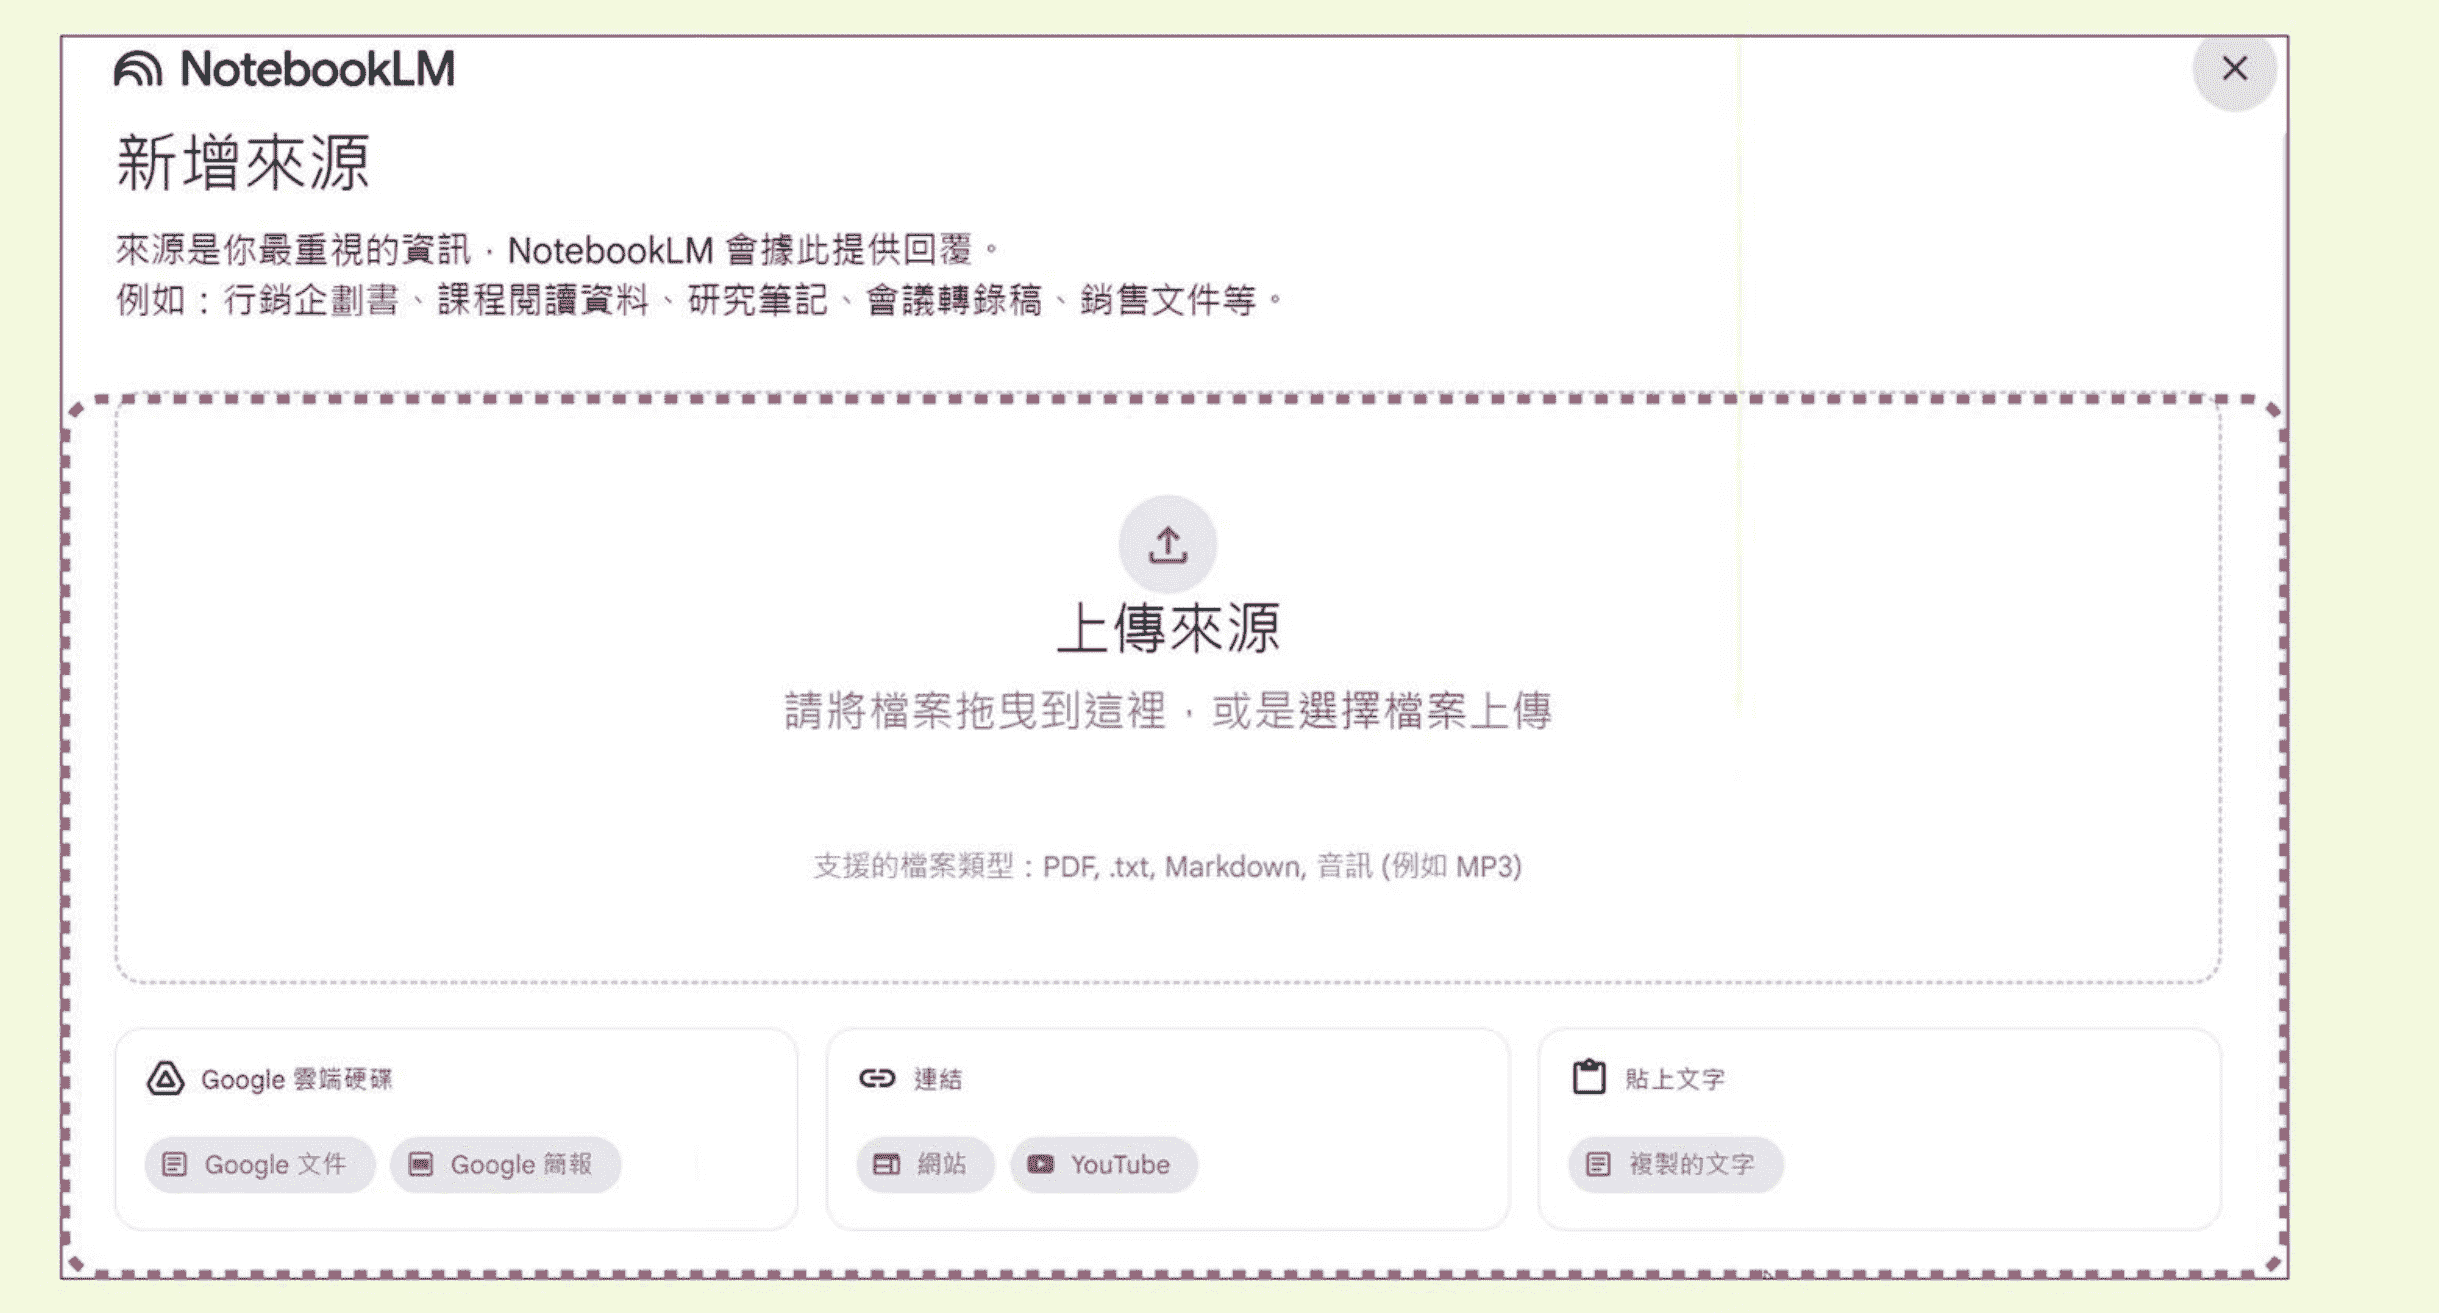 NotebookLM
新增來源
來源是你最重視的資訊，NotebookLM 會據此提供回覆。
例如：行銷企劃書、課程閱讀資料、研究筆記、會議轉錄稿、銷售文件等。
上傳來源
請將檔案拖曳到這裡，或是選擇檔案上傳
支援的檔案類型：PDF, .txt, Markdown, 音訊 (例如 MP3)
Google 雲端硬碟
Google 文件
Google 簡報
連結
網站
YouTube
貼上文字
複製的文字